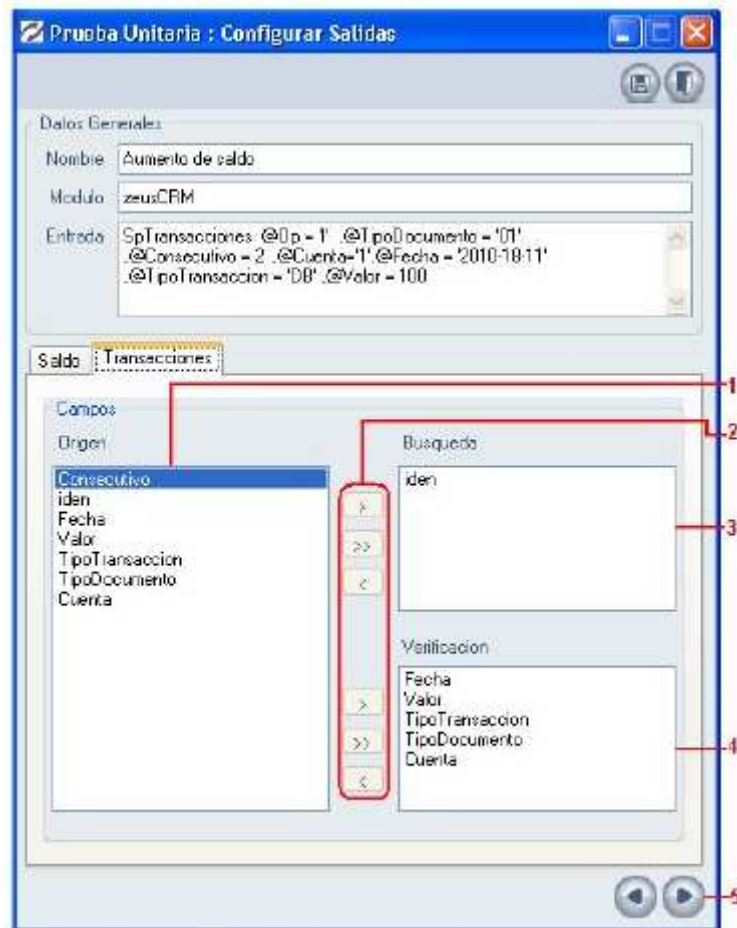 Prueba Unitaria : Configurar Salidas
Datos Generales
Nombre Aumento de saldo
Modulo zeusCRM
Entrada SpTransacciones @Op = 1' ,@TipoDocumento = '01'
,@Consecutivo = 2 ,@Cuenta='1',@Fecha = '2010-18-11'
,@TipoTransaccion = 'DB' ,@Valor = 100
Saldo Transacciones
1
Campos
2
Origen Busqueda
Consecutivo iden
iden
Fecha >
Valor
3
TipoTransaccion >>
TipoDocumento
Cuenta <
Verificacion
Fecha
> Valor
TipoTransaccion
>> TipoDocumento
4
Cuenta
<
5